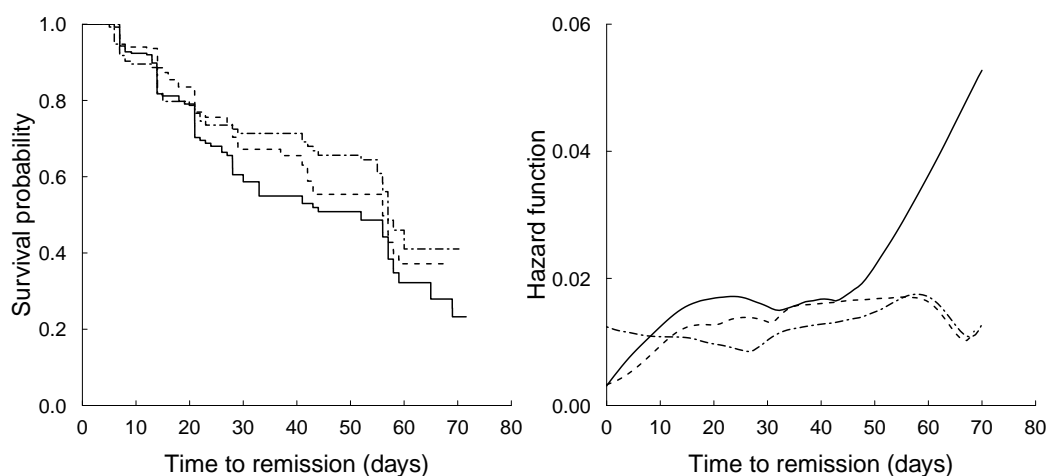 Survival probability
1.0
0.8
0.6
0.4
0.2
0.0
0 10 20 30 40 50 60 70 80
Time to remission (days)
Hazard function
0.06
0.04
0.02
0.00
0 10 20 30 40 50 60 70 80
Time to remission (days)